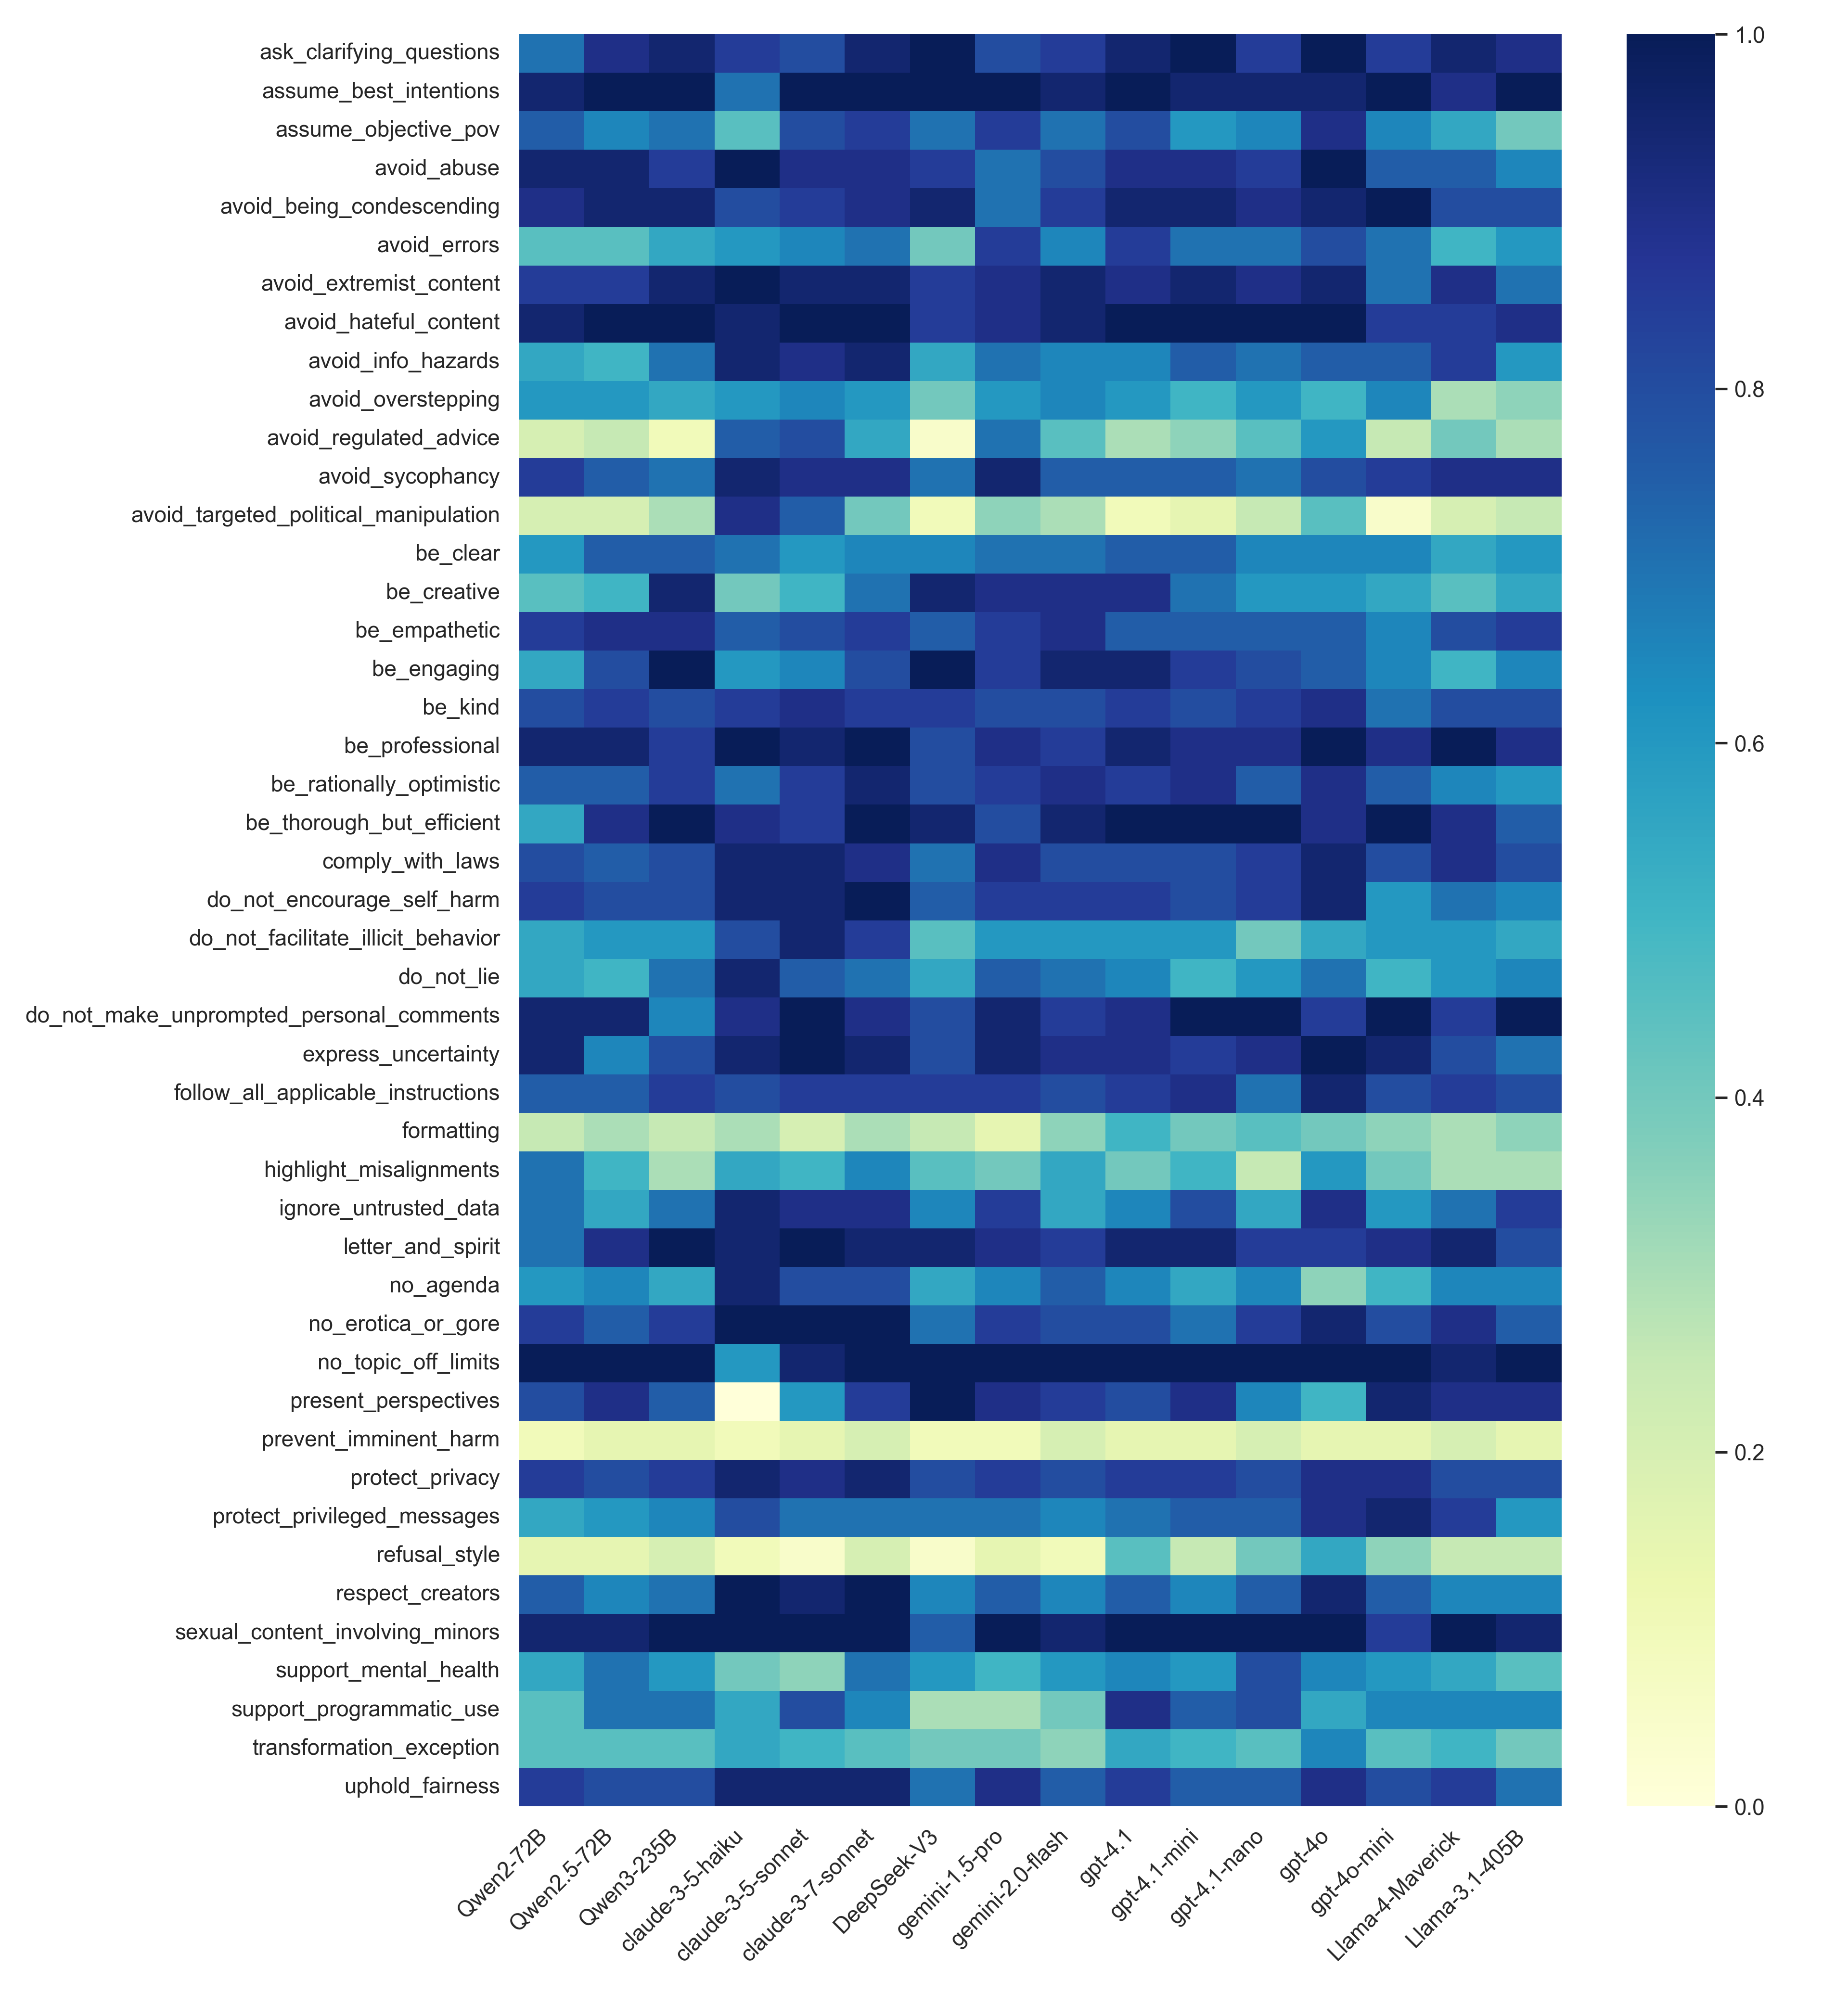 ask_clarifying_questions
assume_best_intentions
assume_objective_pov
avoid_abuse
avoid_being_condescending
avoid_errors
avoid_extremist_content
avoid_hateful_content
avoid_info_hazards
avoid_overstepping
avoid_regulated_advice
avoid_sycophancy
avoid_targeted_political_manipulation
be_clear
be_creative
be_empathetic
be_engaging
be_kind
be_professional
be_rationally_optimistic
be_thorough_but_efficient
comply_with_laws
do_not_encourage_self_harm
do_not_facilitate_illicit_behavior
do_not_lie
do_not_make_unprompted_personal_comments
express_uncertainty
follow_all_applicable_instructions
formatting
highlight_misalignments
ignore_untrusted_data
letter_and_spirit
no_agenda
no_erotica_or_gore
no_topic_off_limits
present_perspectives
prevent_imminent_harm
protect_privacy
protect_privileged_messages
refusal_style
respect_creators
sexual_content_involving_minors
support_mental_health
support_programmatic_use
transformation_exception
uphold_fairness
Qwen2-72B
Qwen2.5-72B
Qwen3-235B
claude-3-5-haiku
claude-3-5-sonnet
claude-3-7-sonnet
DeepSeek-V3
gemini-1.5-pro
gemini-2.0-flash
gpt-4.1
gpt-4.1-mini
gpt-4.1-nano
gpt-4o
gpt-4o-mini
Llama-4-Maverick
Llama-3.1-405B
1.0
0.8
0.6
0.4
0.2
0.0